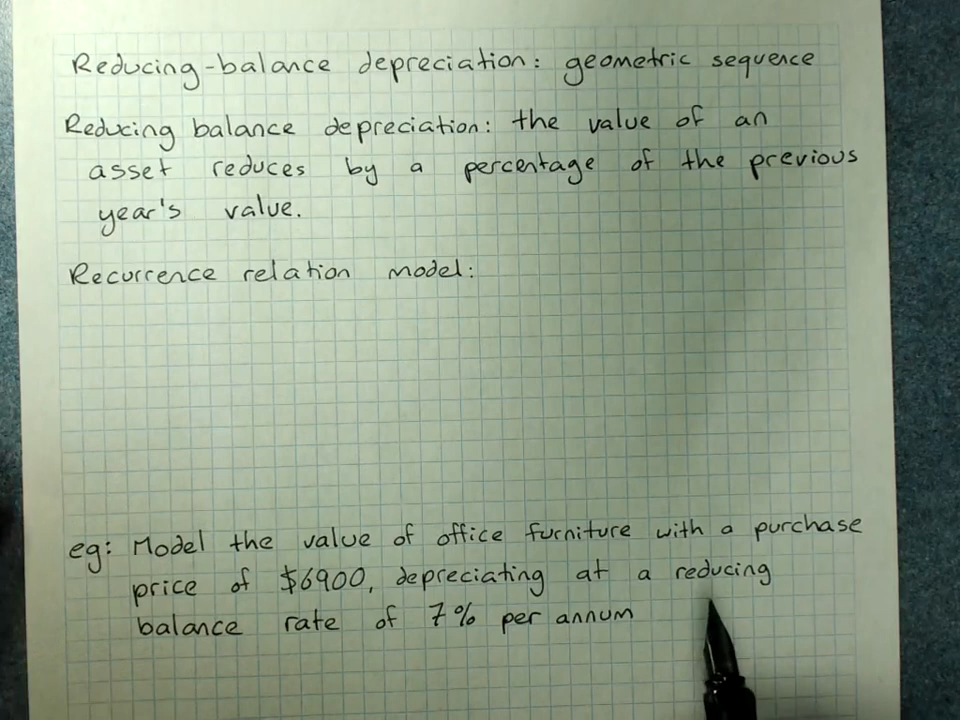 Reducing-balance depreciation: geometric sequence
Reducing balance depreciation: the value of an
asset reduces by a percentage of the previous
year's value.
Recurrence relation model:
eg: Model the value of office furniture with a purchase
price of $6900, depreciating at a reducing
balance rate of 7% per annum